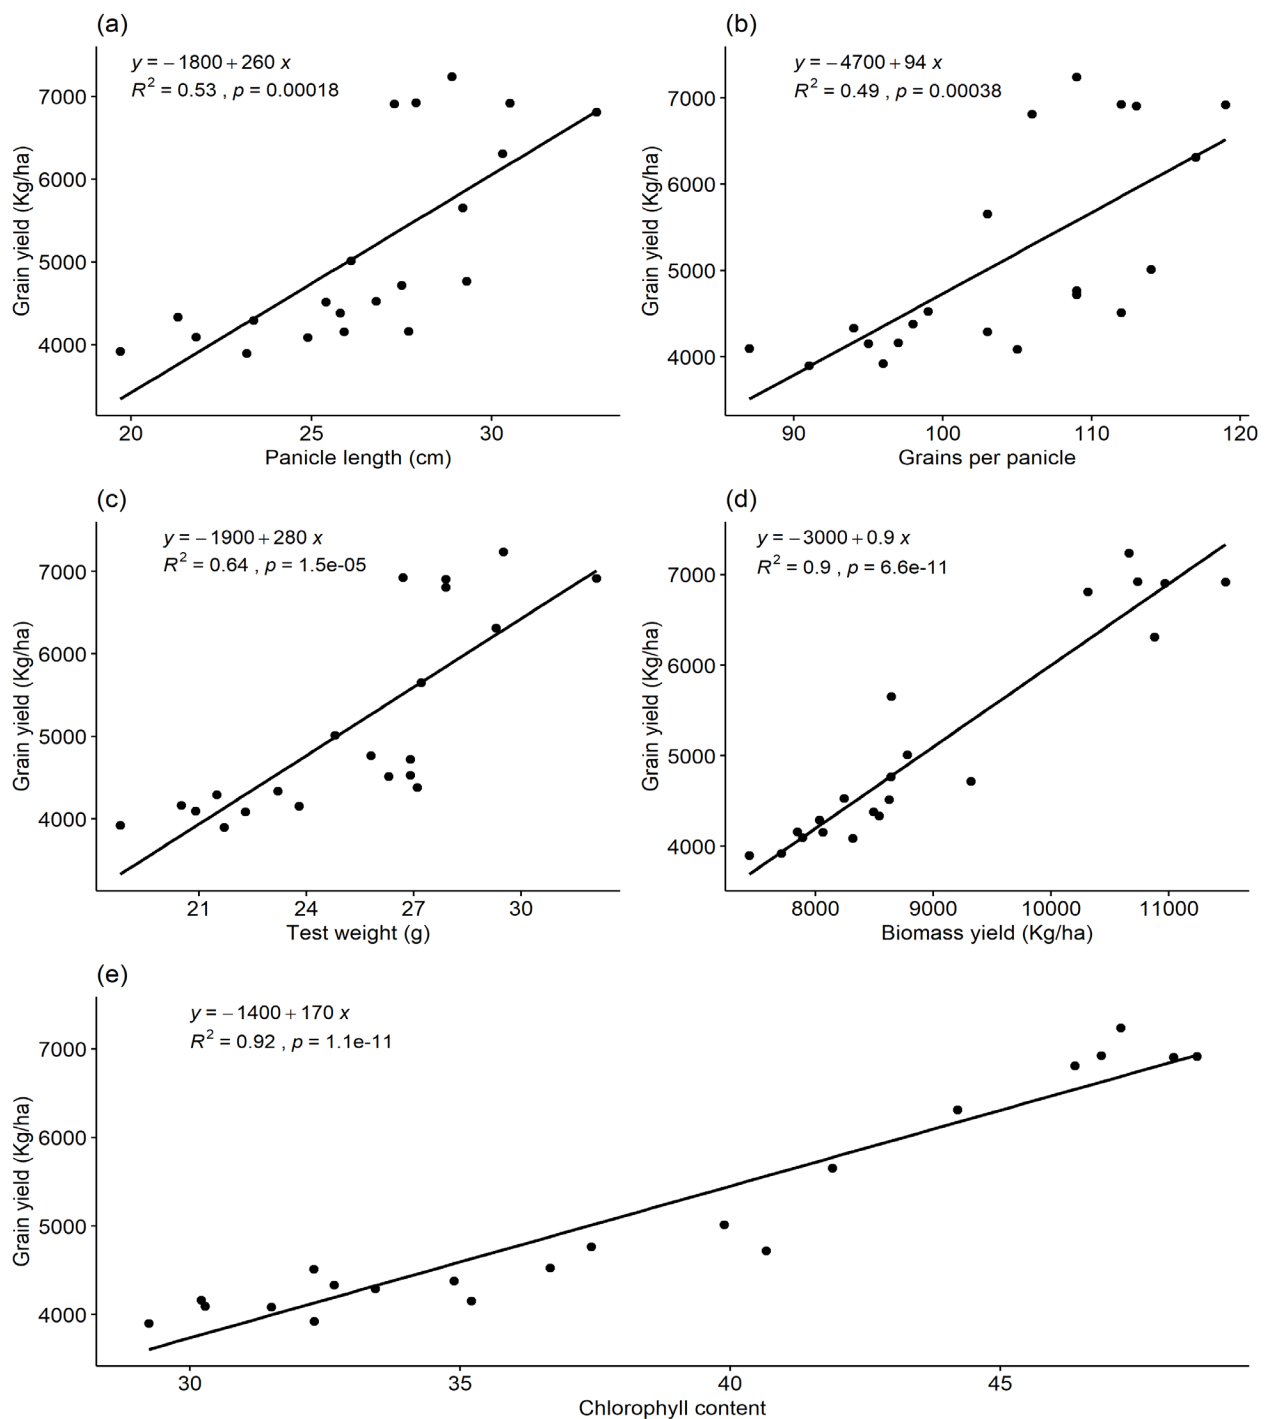 (a)
y = −1800 + 260 x
R² = 0.53 , p = 0.00018
Grain yield (Kg/ha)
7000
6000
5000
4000
20 25 30
Panicle length (cm)
(b)
y = −4700 + 94 x
R² = 0.49 , p = 0.00038
Grain yield (Kg/ha)
7000
6000
5000
4000
90 100 110 120
Grains per panicle
(c)
y = −1900 + 280 x
R² = 0.64 , p = 1.5e-05
Grain yield (Kg/ha)
7000
6000
5000
4000
21 24 27 30
Test weight (g)
(d)
y = −3000 + 0.9 x
R² = 0.9 , p = 6.6e-11
Grain yield (Kg/ha)
7000
6000
5000
4000
8000 9000 10000 11000
Biomass yield (Kg/ha)
(e)
y = −1400 + 170 x
R² = 0.92 , p = 1.1e-11
Grain yield (Kg/ha)
7000
6000
5000
4000
30 35 40 45
Chlorophyll content